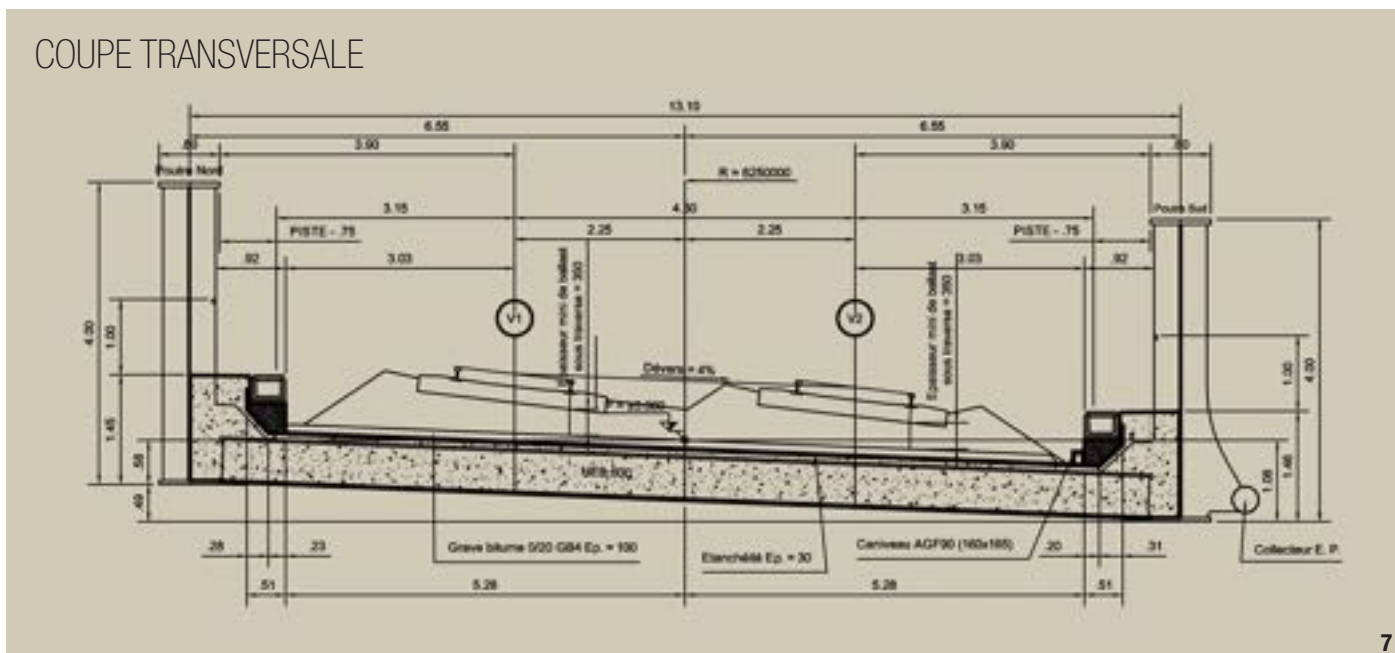 COUPE TRANSVERSALE
13.10
6.55 6.55
3.90 3.90 .80
Poutre Nord
R = 6250000
Poutre Sud
3.15 4.50 3.15
PISTE - .75 PISTE - .75
2.25 2.25
.92 3.03 3.03 .92
Epaisseur mini de ballast
sous traverse = 350
Epaisseur mini de ballast
sous traverse = 350
V1 V2
4.00 1.00 1.45 .58 .49
1.00 4.00 1.08 1.46
Dévers = 4%
.28 .23
Grave bitume 0/20 GB4 Ep. = 100
Etanchéité Ep. = 30
Caniveau AGF90 (160x165)
.20 .31
Collecteur E. P.
.51 5.28 5.28 .51
7